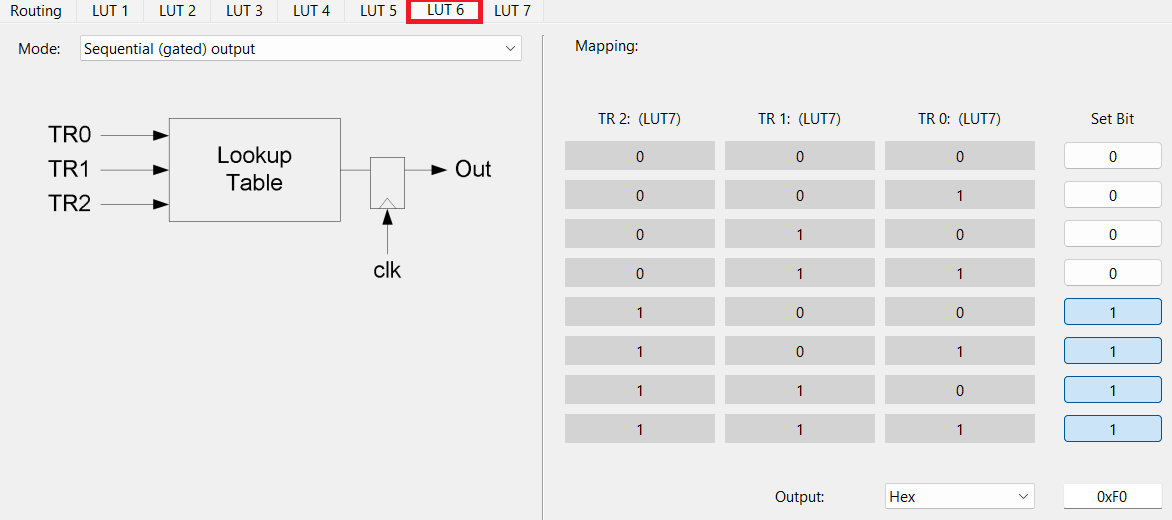 Routing LUT 1 LUT 2 LUT 3 LUT 4 LUT 5 LUT 6 LUT 7
Mode: Sequential (gated) output
TR0
TR1
TR2
Lookup
Table
Out
clk
Mapping:
TR 2: (LUT7) TR 1: (LUT7) TR 0: (LUT7) Set Bit
0 0 0 0
0 0 1 0
0 1 0 0
0 1 1 0
1 0 0 1
1 0 1 1
1 1 0 1
1 1 1 1
Output: Hex 0xF0